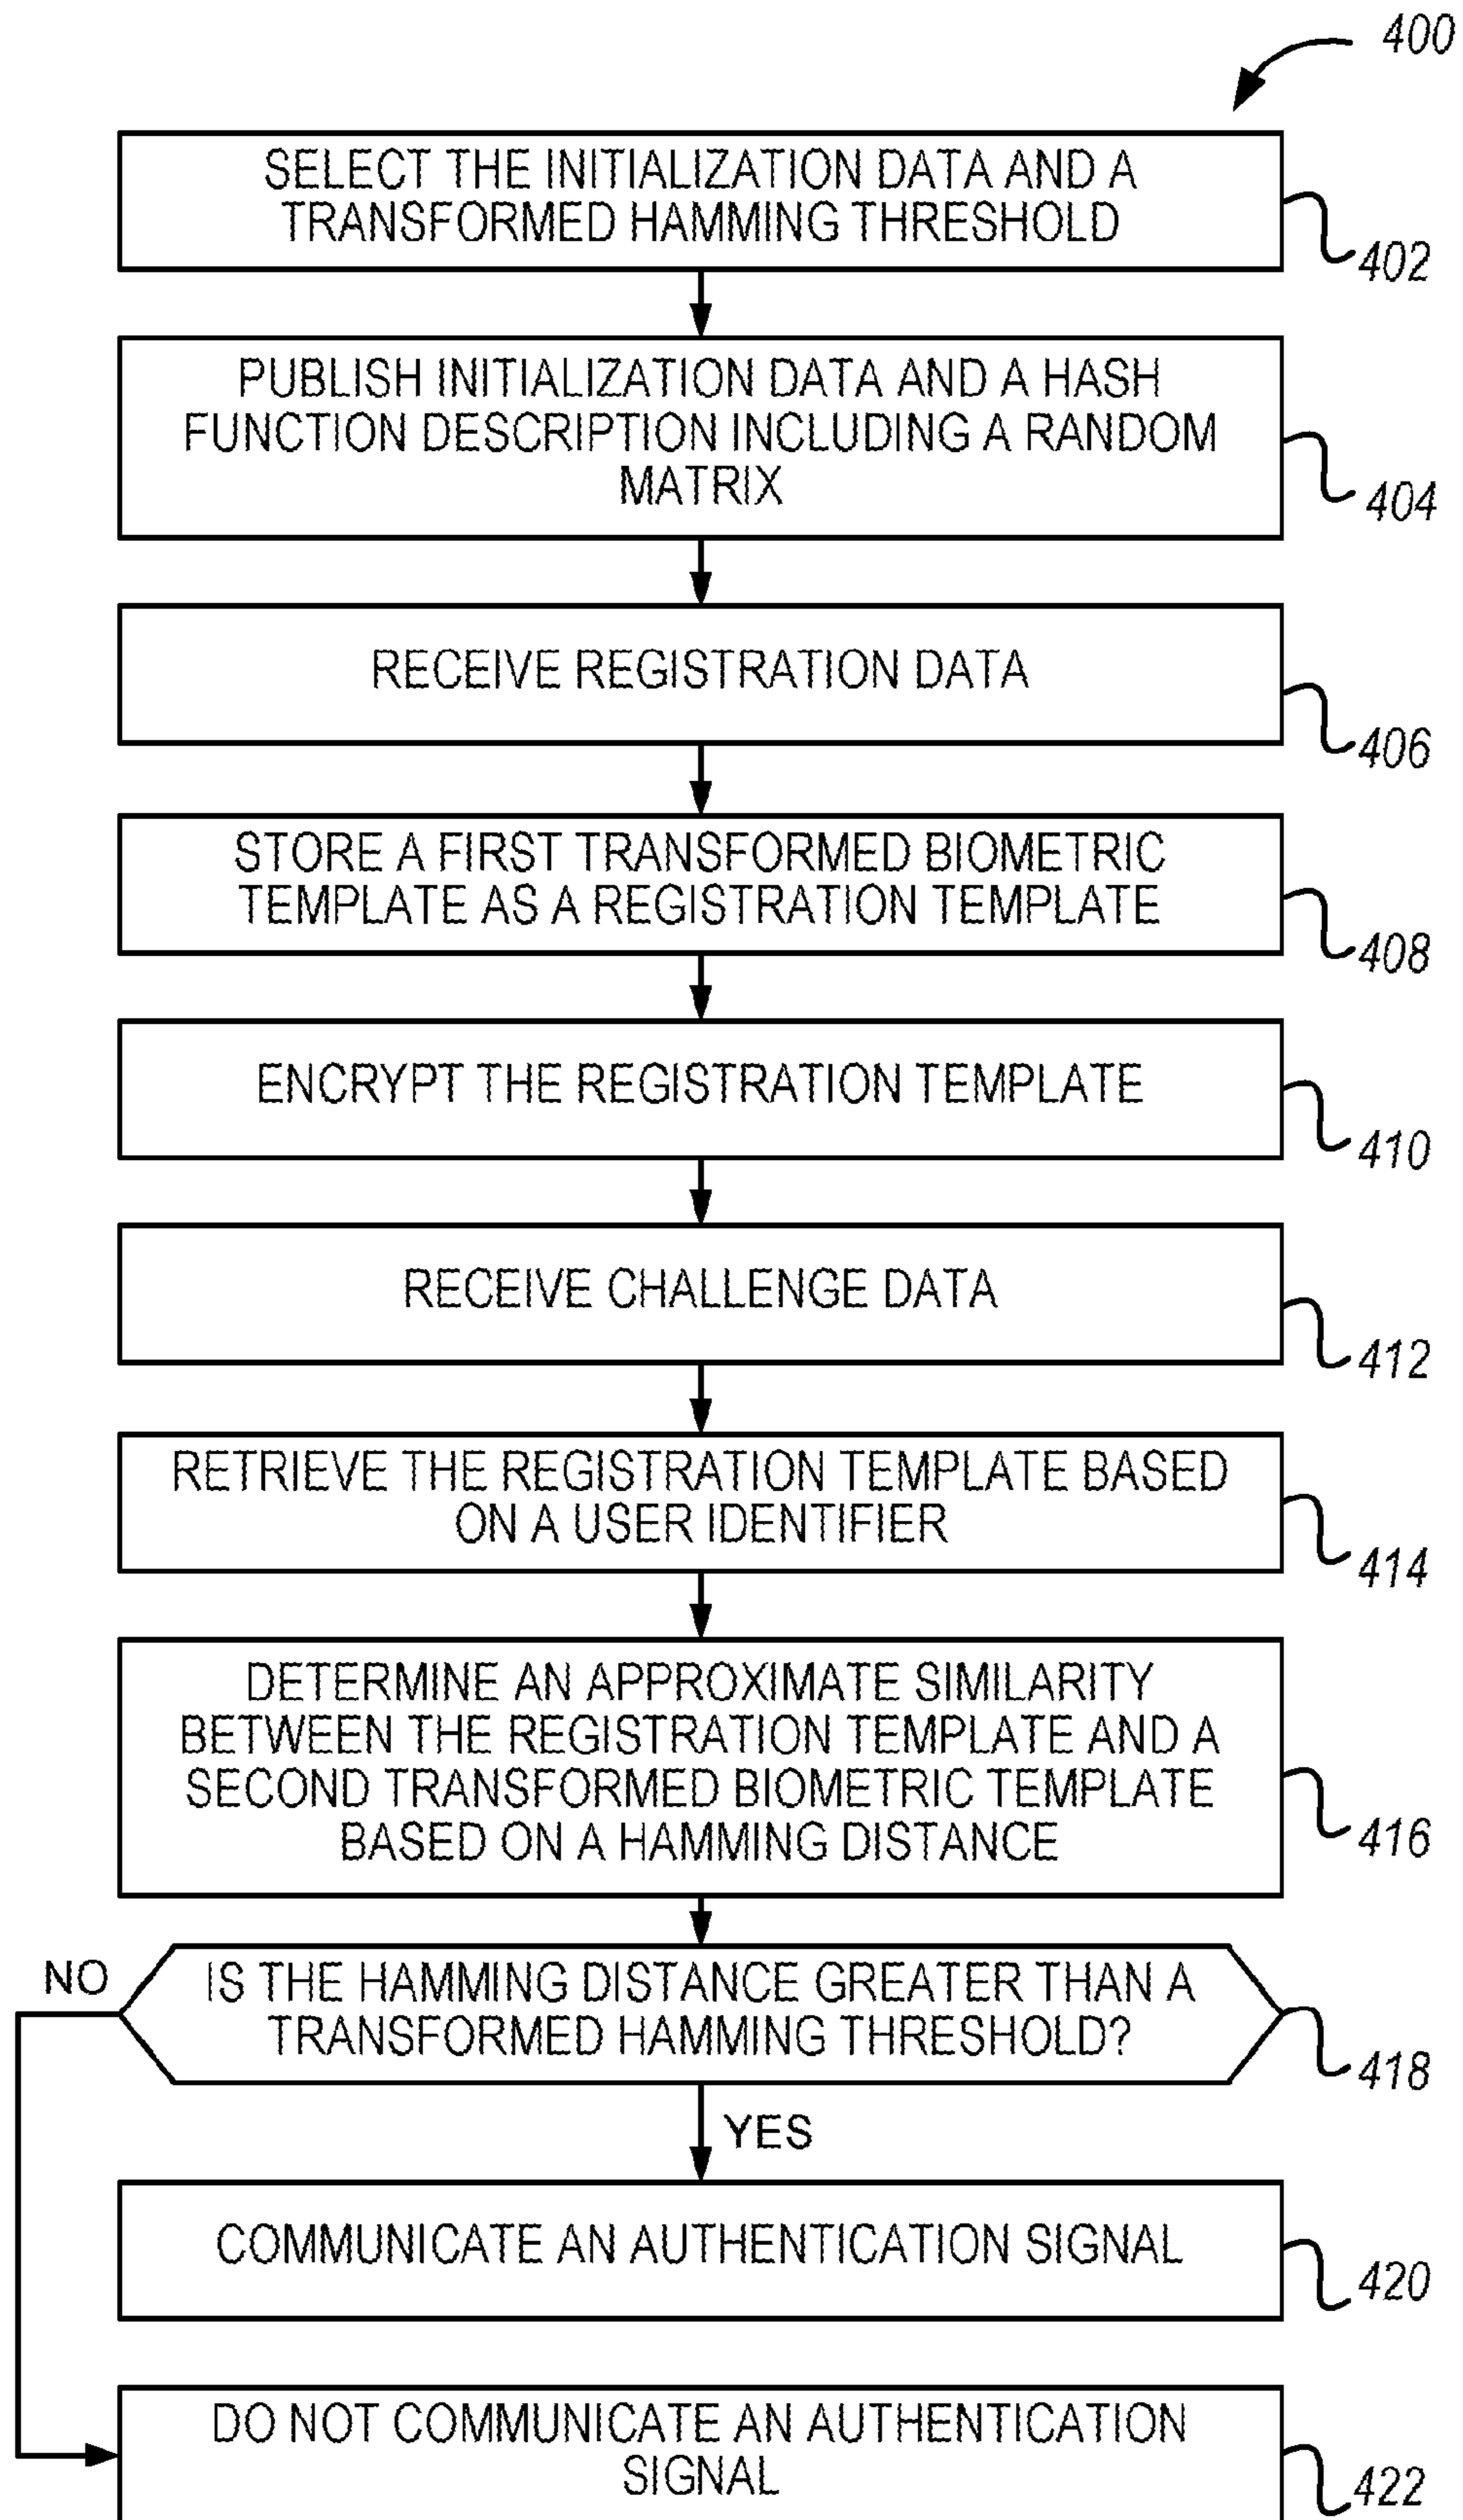 400
SELECT THE INITIALIZATION DATA AND A
TRANSFORMED HAMMING THRESHOLD
402
PUBLISH INITIALIZATION DATA AND A HASH
FUNCTION DESCRIPTION INCLUDING A RANDOM
MATRIX
404
RECEIVE REGISTRATION DATA
406
STORE A FIRST TRANSFORMED BIOMETRIC
TEMPLATE AS A REGISTRATION TEMPLATE
408
ENCRYPT THE REGISTRATION TEMPLATE
410
RECEIVE CHALLENGE DATA
412
RETRIEVE THE REGISTRATION TEMPLATE BASED
ON A USER IDENTIFIER
414
DETERMINE AN APPROXIMATE SIMILARITY
BETWEEN THE REGISTRATION TEMPLATE AND A
SECOND TRANSFORMED BIOMETRIC TEMPLATE
BASED ON A HAMMING DISTANCE
416
NO
IS THE HAMMING DISTANCE GREATER THAN A
TRANSFORMED HAMMING THRESHOLD?
418
YES
COMMUNICATE AN AUTHENTICATION SIGNAL
420
DO NOT COMMUNICATE AN AUTHENTICATION
SIGNAL
422